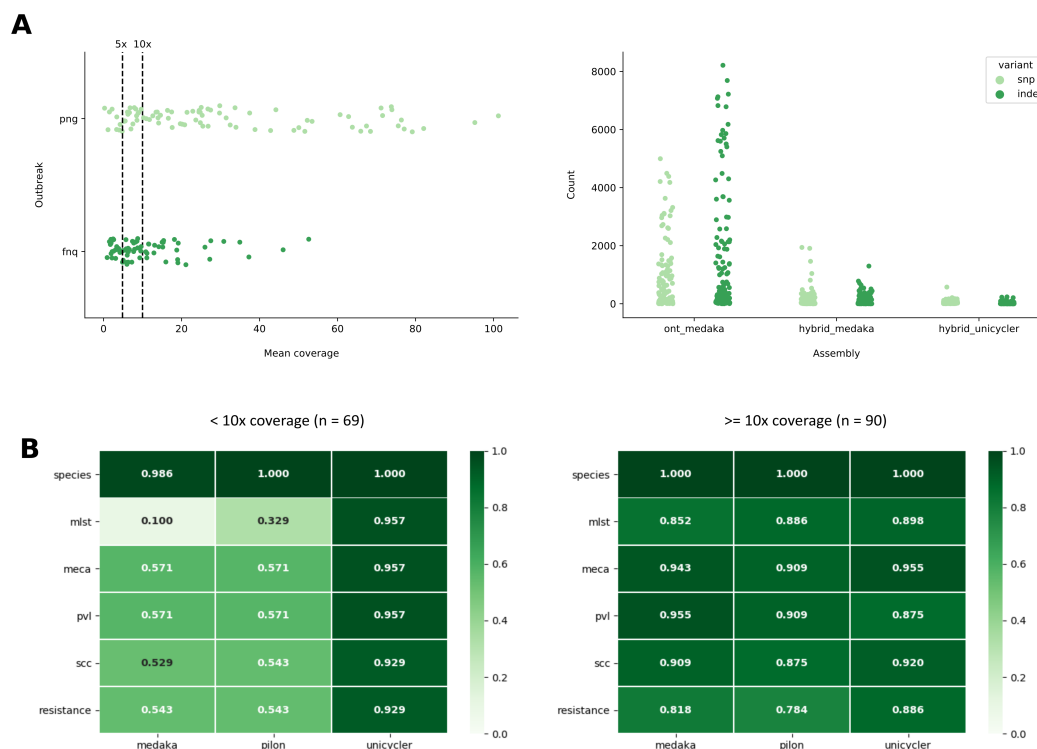 A
5x 10x
png
fnq
Outbreak
0 20 40 60 80 100
Mean coverage
variant
snp
inde
8000
6000
4000
2000
0
Count
ont_medaka hybrid_medaka hybrid_unicycler
Assembly
B
< 10x coverage (n = 69)
species 0.986 1.000 1.000
mlst 0.100 0.329 0.957
meca 0.571 0.571 0.957
pvl 0.571 0.571 0.957
scc 0.529 0.543 0.929
resistance 0.543 0.543 0.929
medaka pilon unicycler
1.0
0.8
0.6
0.4
0.2
0.0
>= 10x coverage (n = 90)
species 1.000 1.000 1.000
mlst 0.852 0.886 0.898
meca 0.943 0.909 0.955
pvl 0.955 0.909 0.875
scc 0.909 0.875 0.920
resistance 0.818 0.784 0.886
medaka pilon unicycler
1.0
0.8
0.6
0.4
0.2
0.0